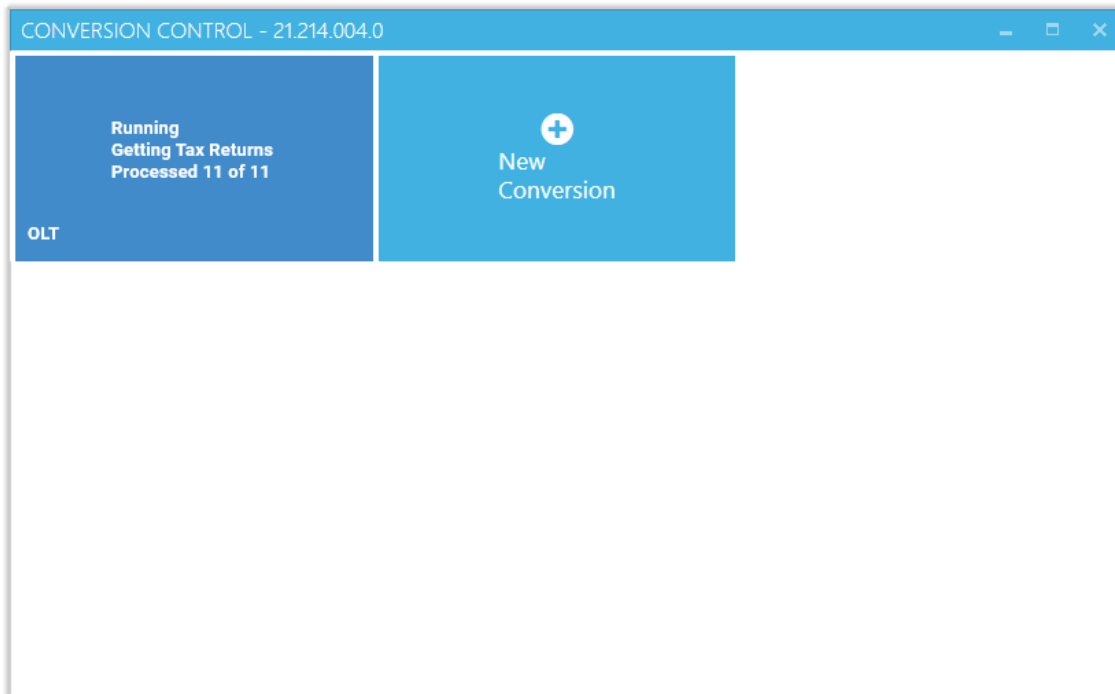 CONVERSION CONTROL - 21.214.004.0
Running
Getting Tax Returns
Processed 11 of 11
OLT
New
Conversion